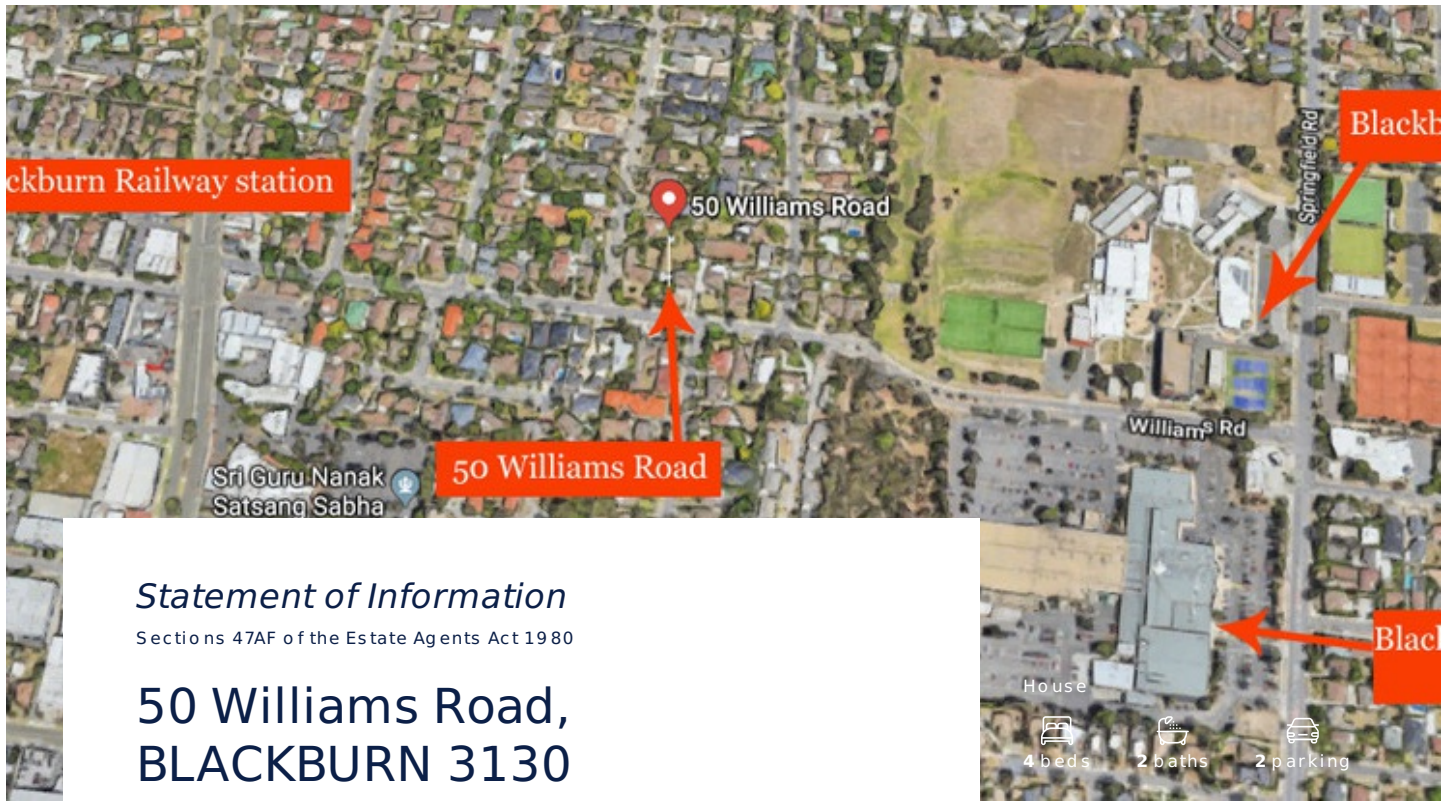 Blackb
Springfield Rd
ckburn Railway station
50 Williams Road
Williams Rd
50 Williams Road
Sri Guru Nanak
Satsang Sabha
Statement of Information
Sections 47AF of the Estate Agents Act 1980
50 Williams Road,
BLACKBURN 3130
Black
House
4 beds 2 baths 2 parking